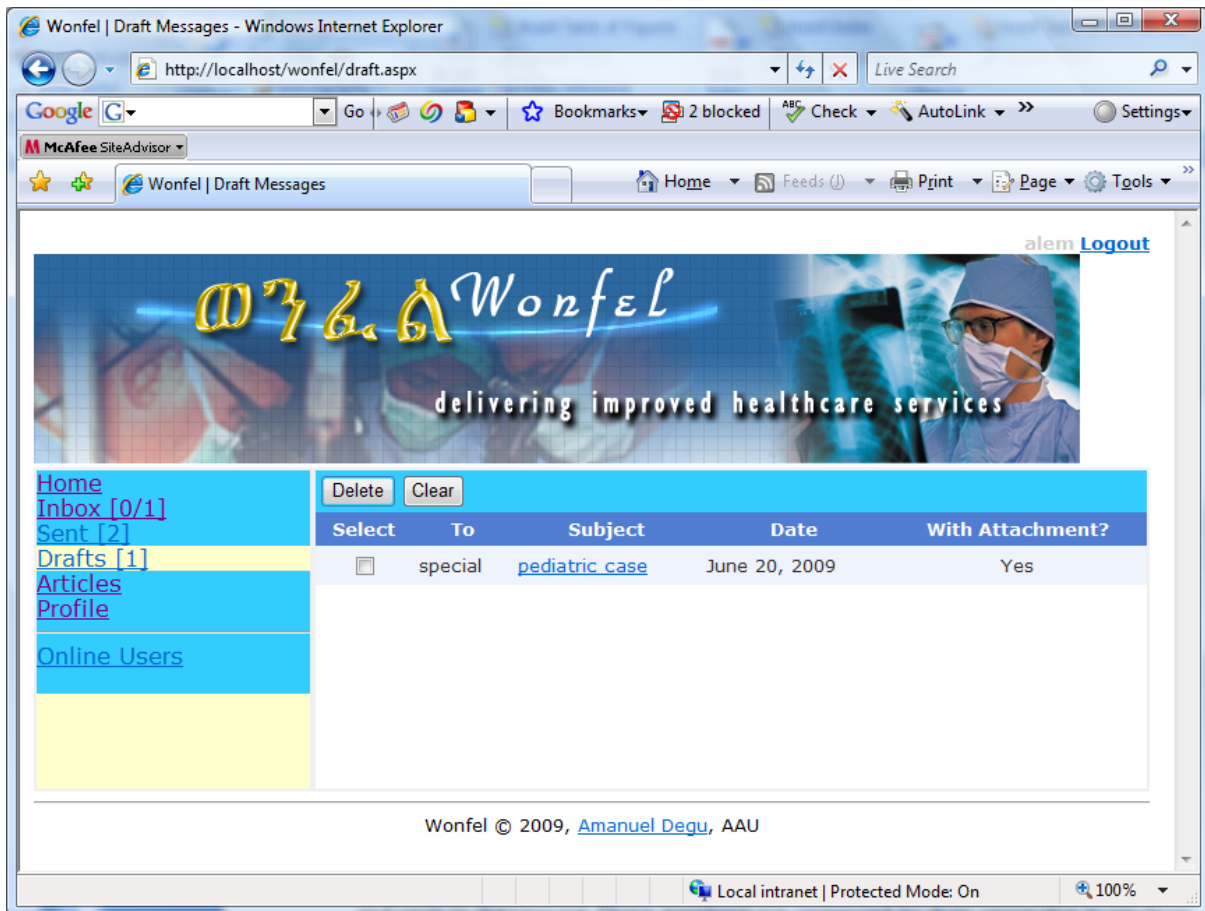 Wonfel | Draft Messages - Windows Internet Explorer
http://localhost/wonfel/draft.aspx Live Search
Google G Go Bookmarks 2 blocked ABC Check AutoLink » Settings
McAfee SiteAdvisor
Wonfel | Draft Messages Home Feeds (J) Print Page Tools »
alem Logout
ወንፈል Wonfel
delivering improved healthcare services
Home
Inbox [0/1]
Sent [2]
Drafts [1]
Articles
Profile
Online Users
Delete Clear
Select To Subject Date With Attachment?
special pediatric case June 20, 2009 Yes
Wonfel © 2009, Amanuel Degu, AAU
Local intranet | Protected Mode: On 100%